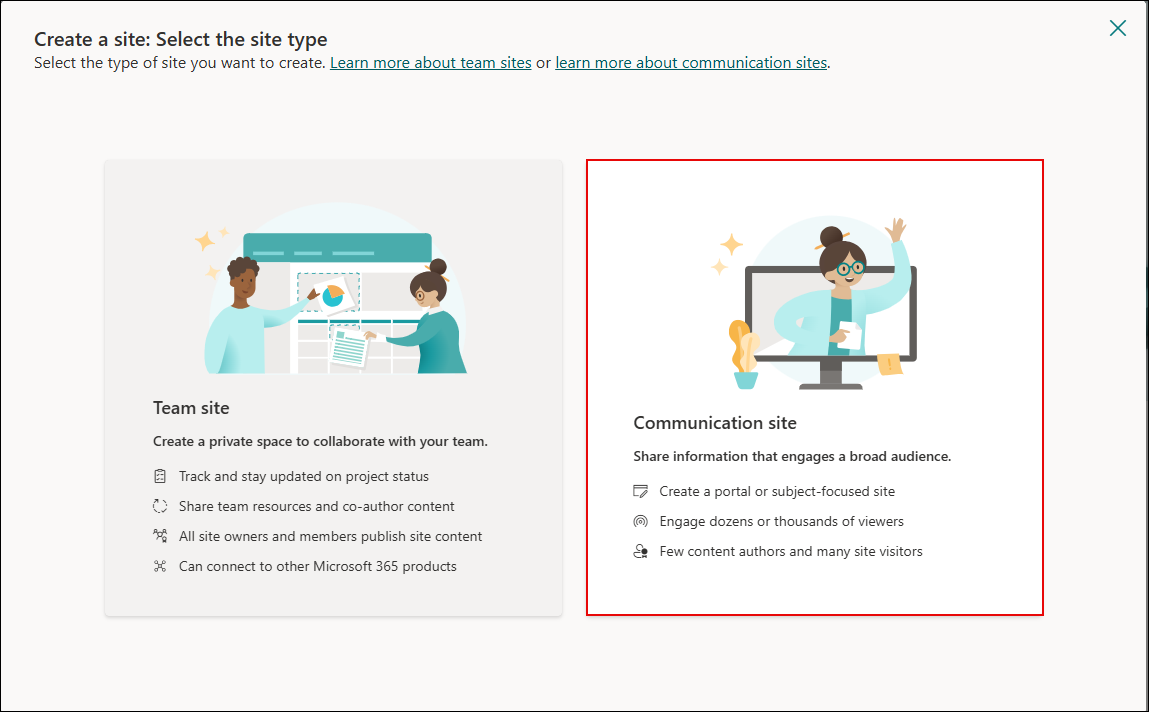 Create a site: Select the site type
Select the type of site you want to create. Learn more about team sites or learn more about communication sites.
Team site
Create a private space to collaborate with your team.
Track and stay updated on project status
Share team resources and co-author content
All site owners and members publish site content
Can connect to other Microsoft 365 products
Communication site
Share information that engages a broad audience.
Create a portal or subject-focused site
Engage dozens or thousands of viewers
Few content authors and many site visitors